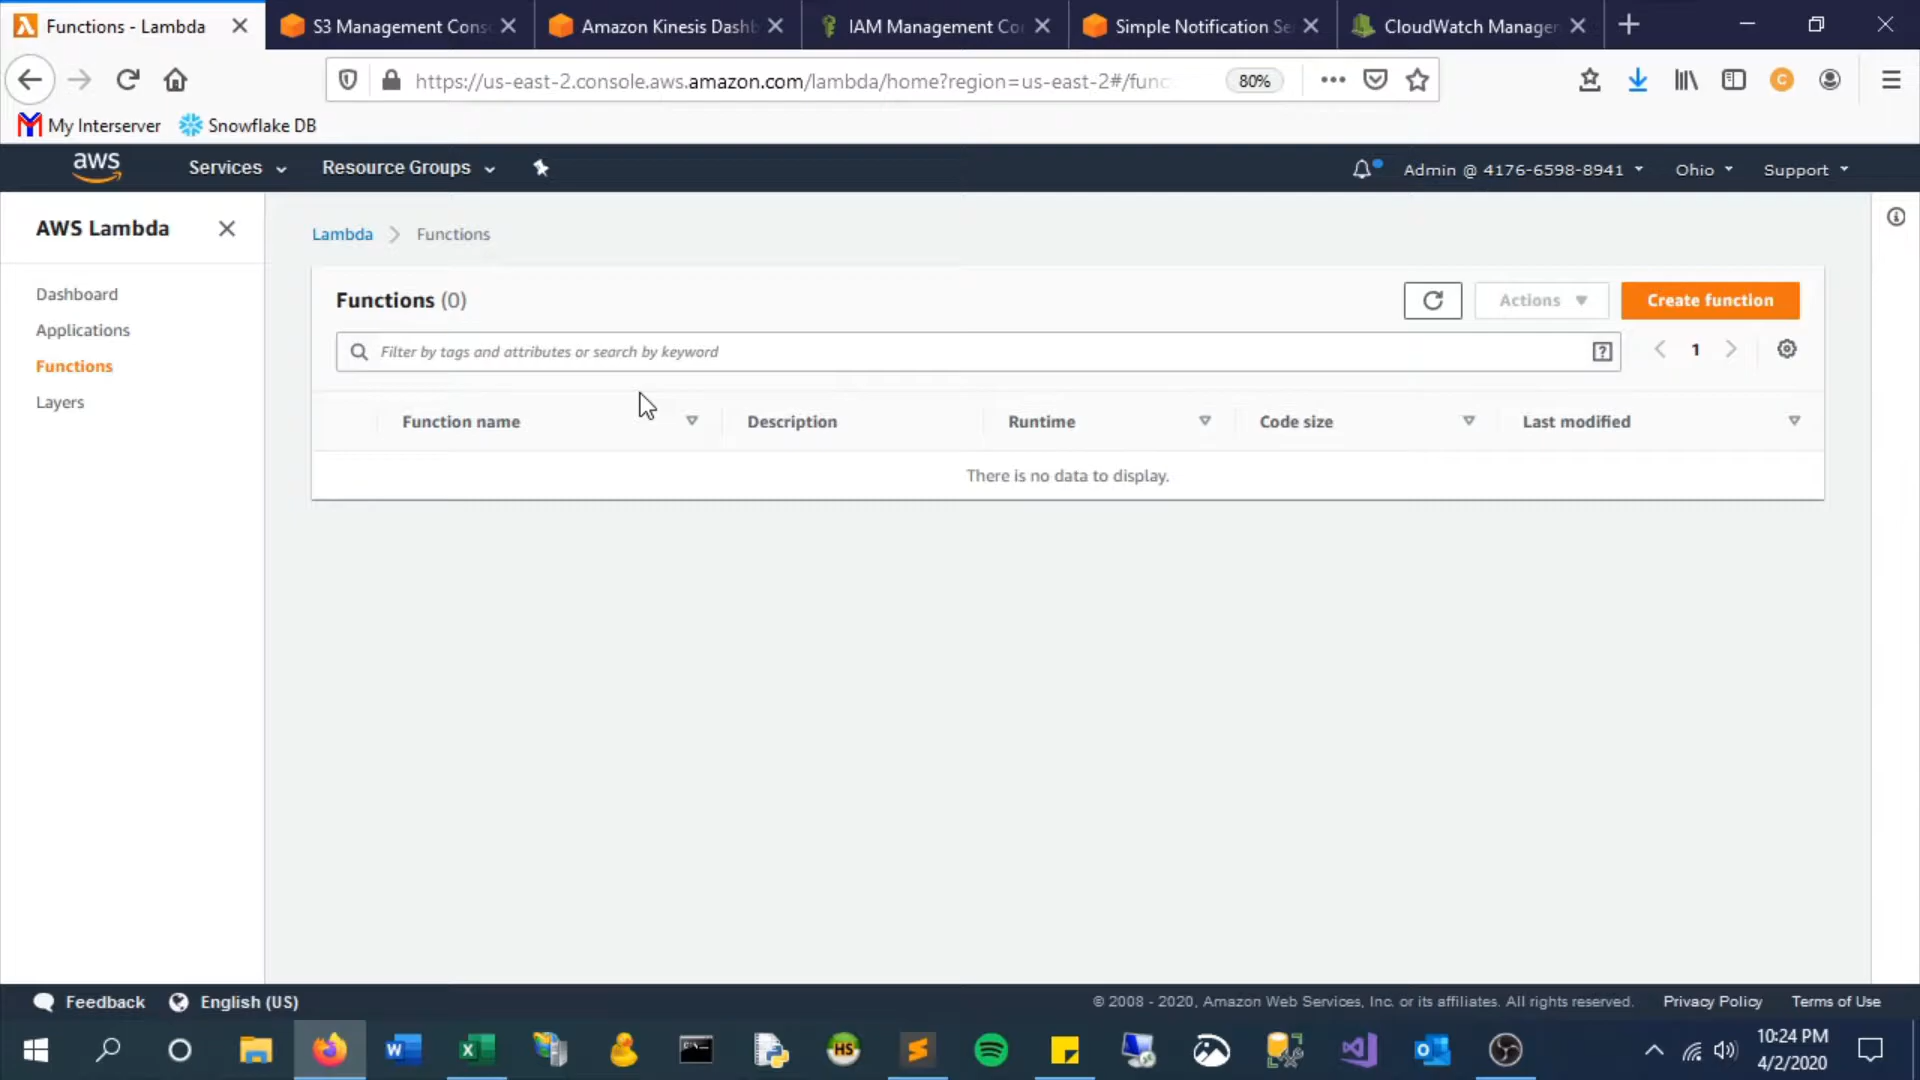 Functions - Lambda
S3 Management Cons
Amazon Kinesis Dashb
IAM Management Co
Simple Notification Se
CloudWatch Manager
https://us-east-2.console.aws.amazon.com/lambda/home?region=us-east-2#/func
80%
C
My Interserver
Snowflake DB
aws
Services
Resource Groups
Admin @ 4176-6598-8941
Ohio
Support
AWS Lambda
Lambda
Functions
Dashboard
Functions (0)
Actions
Create function
Applications
Filter by tags and attributes or search by keyword
1
Functions
Layers
Function name
Description
Runtime
Code size
Last modified
There is no data to display.
Feedback
English (US)
© 2008 - 2020, Amazon Web Services, Inc. or its affiliates. All rights reserved.
Privacy Policy
Terms of Use
HS
10:24 PM
4/2/2020